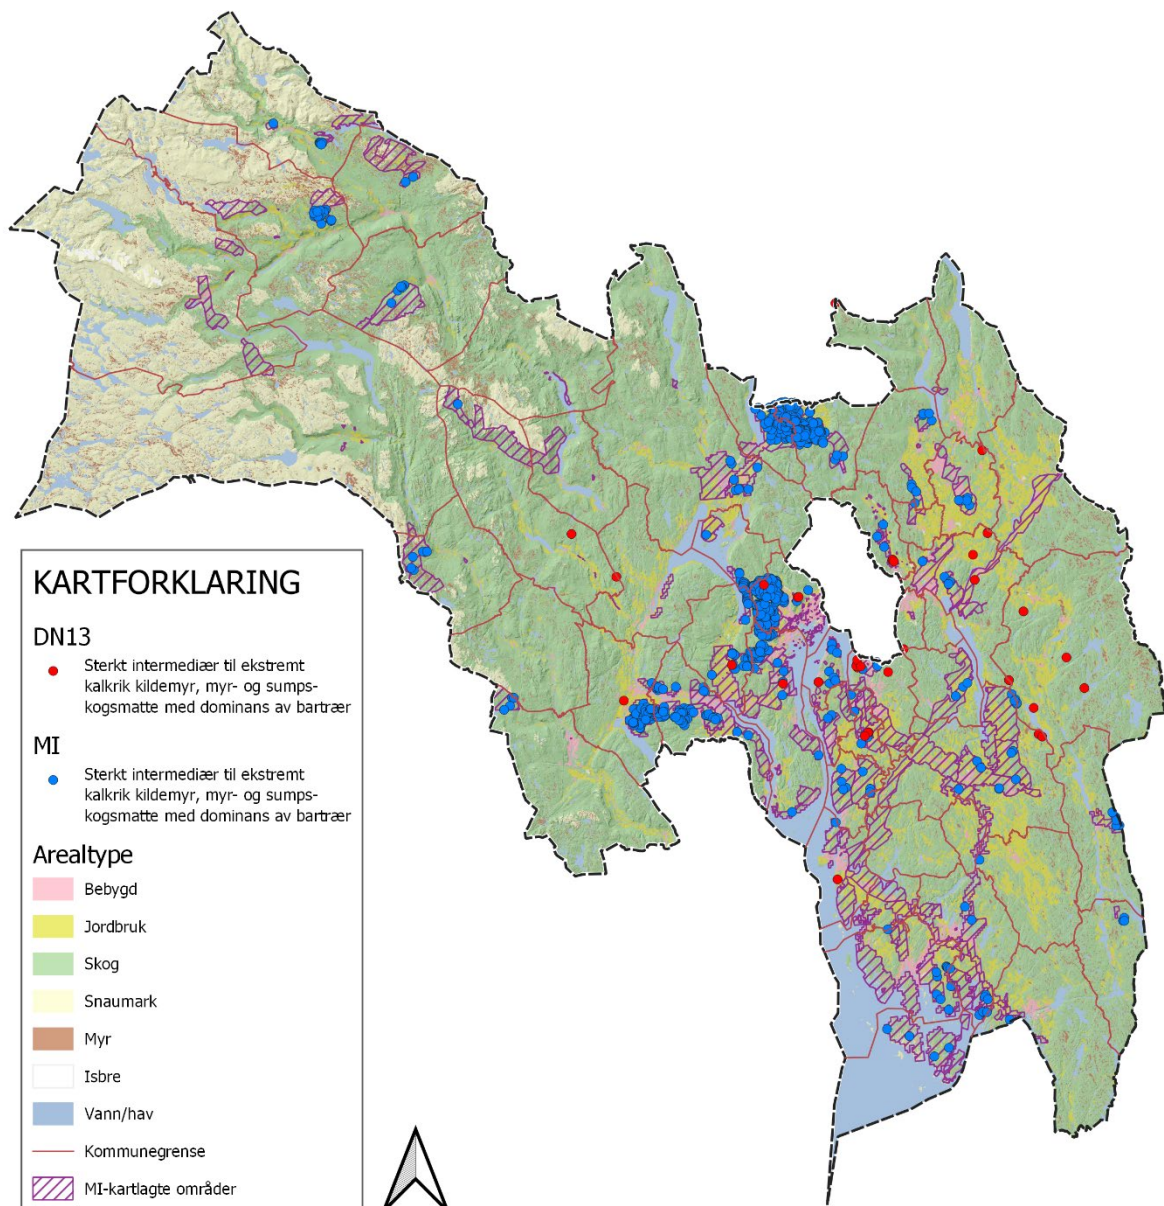 KARTFORKLARING
DN13
Sterkt intermediær til ekstremt
kalkrik kildemyr, myr- og sumps-
kogsmatte med dominans av bartrær
MI
Sterkt intermediær til ekstremt
kalkrik kildemyr, myr- og sumps-
kogsmatte med dominans av bartrær
Arealtype
Bebygd
Jordbruk
Skog
Snaumark
Myr
Isbre
Vann/hav
Kommunegrense
MI-kartlagte områder